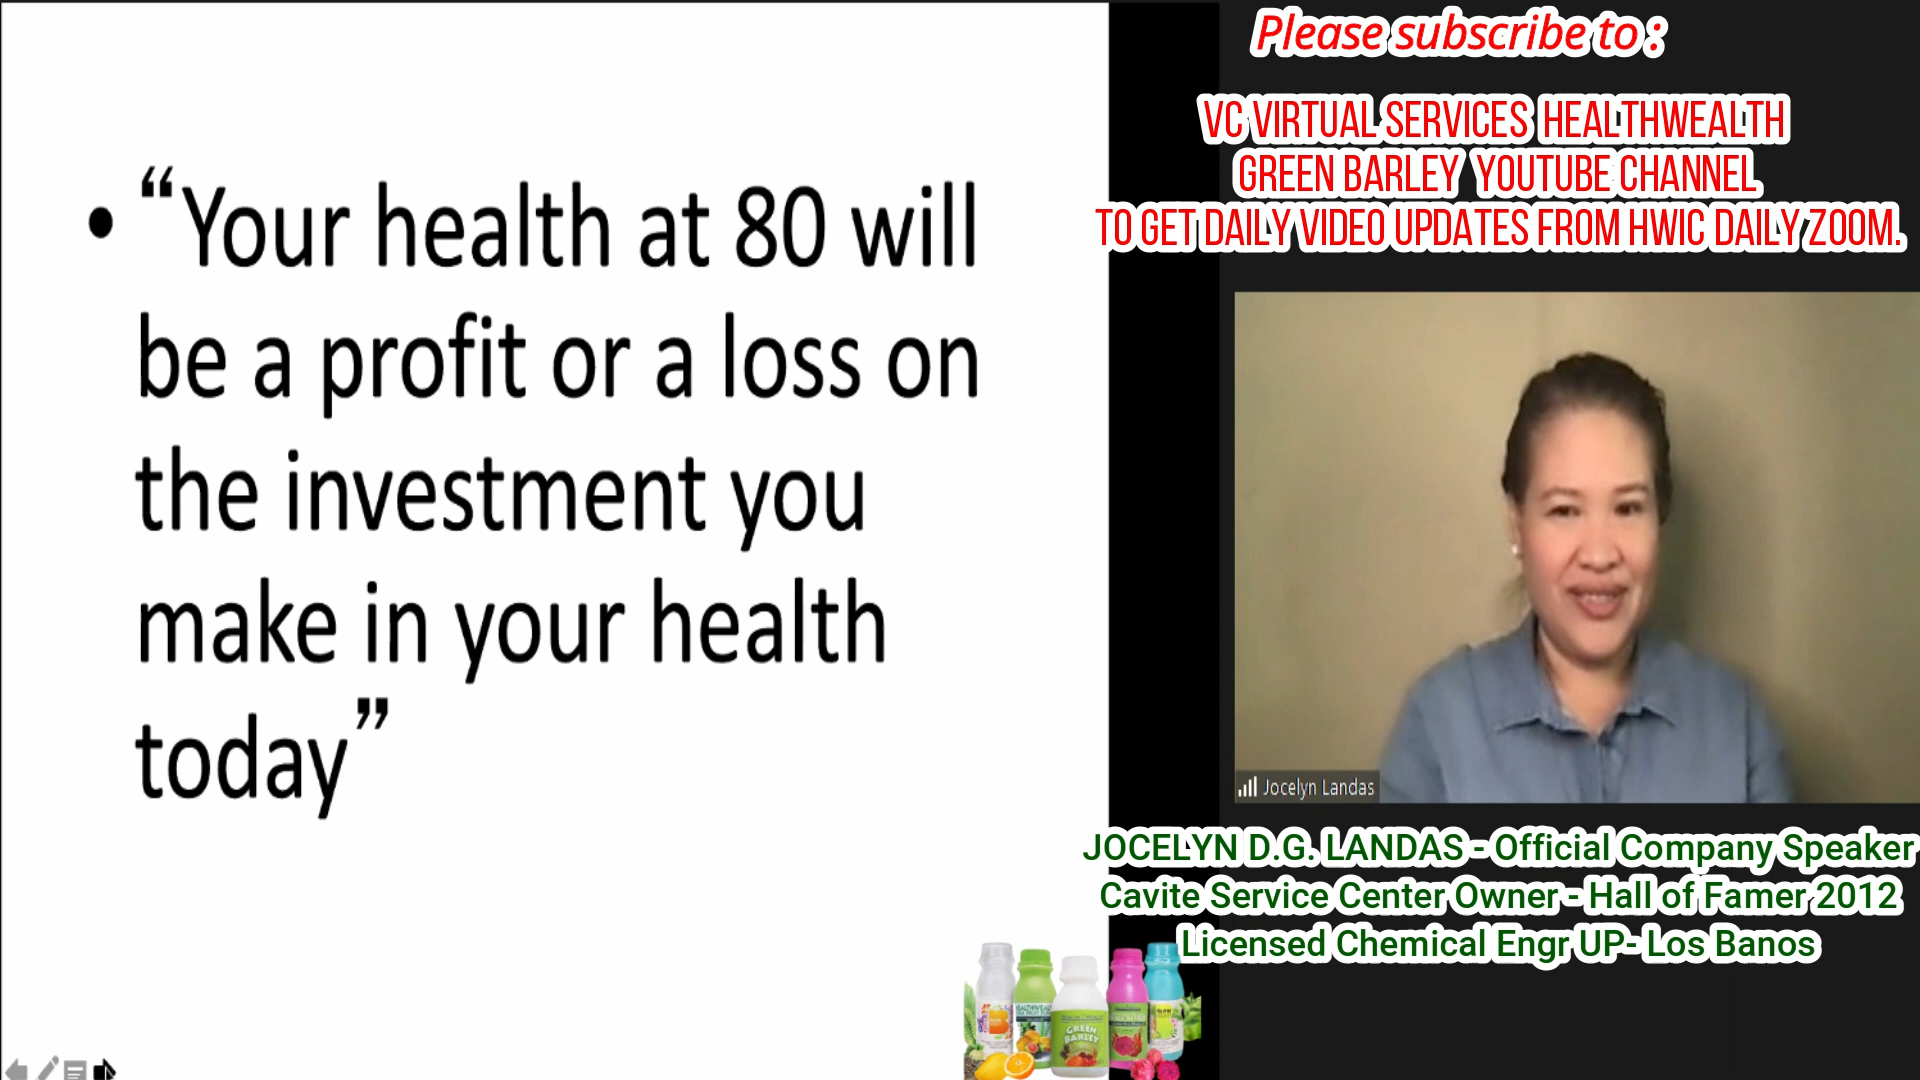 • “Your health at 80 will
be a profit or a loss on
the investment you
make in your health
today”
Please subscribe to :
VC VIRTUAL SERVICES HEALTHWEALTH
GREEN BARLEY YOUTUBE CHANNEL
TO GET DAILY VIDEO UPDATES FROM HWIC DAILY ZOOM.
Jocelyn Landas
JOCELYN D.G. LANDAS - Official Company Speaker
Cavite Service Center Owner - Hall of Famer 2012
Licensed Chemical Engr UP- Los Banos
GREEN
BARLEY